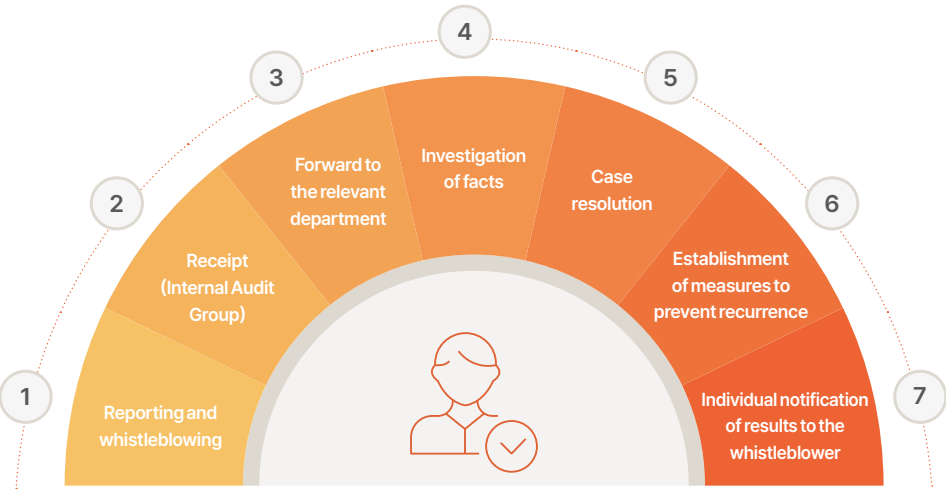 1
Reporting and
whistleblowing
2
Receipt
(Internal Audit
Group)
3
Forward to
the relevant
department
4
Investigation
of facts
5
Case
resolution
6
Establishment
of measures to
prevent recurrence
7
Individual notification
of results to the
whistleblower